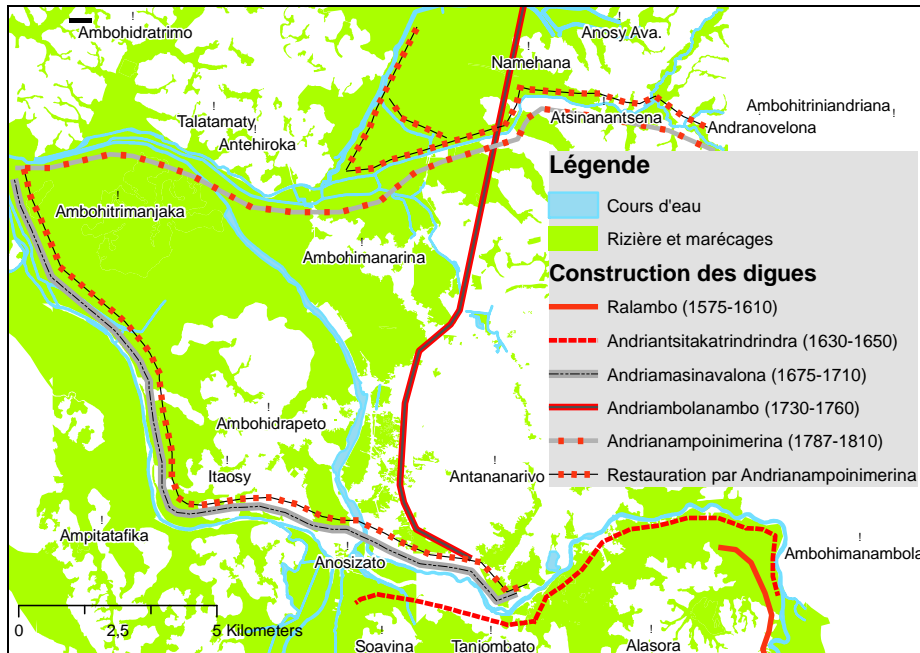 Ambohidratrimo
Anosy Ava.
Namehana
Talatamaty
Antehiroka
Atsinanantsena
Ambohitriniandriana
Andranovelona
Ambohitrimanjaka
Ambohimanarina
Légende
Cours d'eau
Rizière et marécages
Construction des digues
Ralambo (1575-1610)
Andriantsitakatrindrindra (1630-1650)
Andriamasinavalona (1675-1710)
Andriambolanambo (1730-1760)
Andrianampoinimerina (1787-1810)
Restauration par Andrianampoinimerina
Ambohidrapeto
Itaosy
Antananarivo
Ampitatafika
Anosizato
Ambohimanambola
0 2,5 5 Kilometers
Soavina
Tanjombato
Alasora